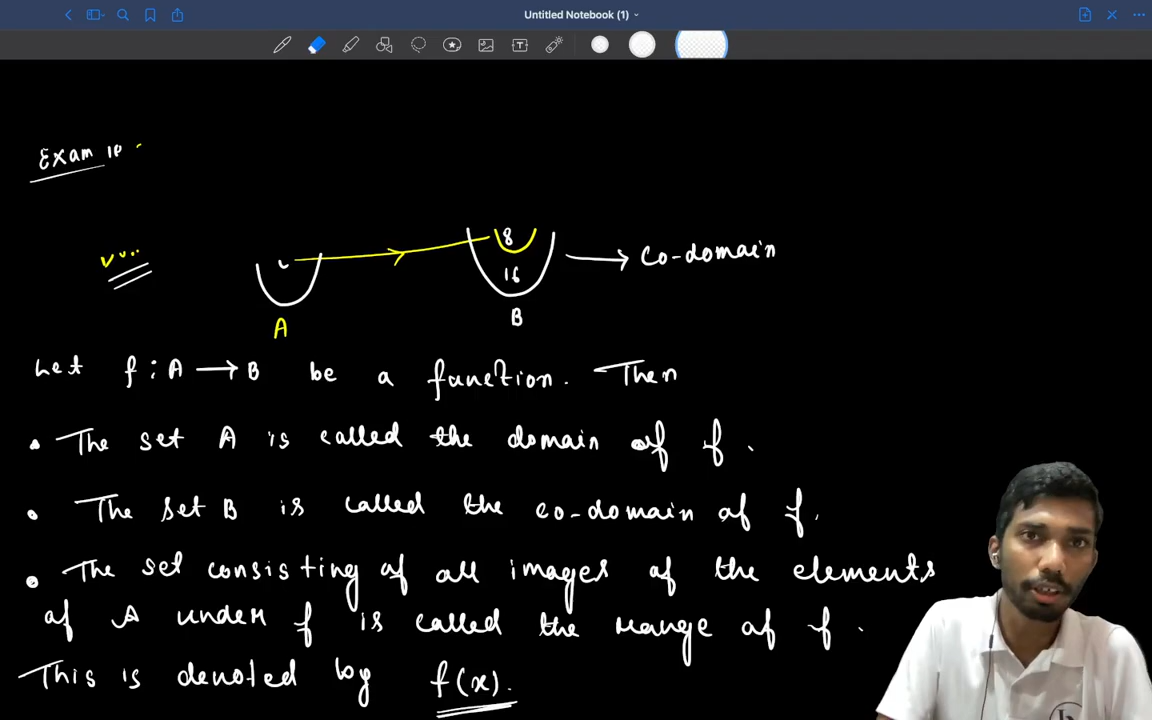 Untitled Notebook (1)
Exam
8
16
Co-domain
A
B
Let f : A → B be a function. Then
• The set A is called the domain of f.
• The set B is called the co-domain of f.
• The set consisting of all images of the elements
of A under f is called the range of f.
This is denoted by f(x).